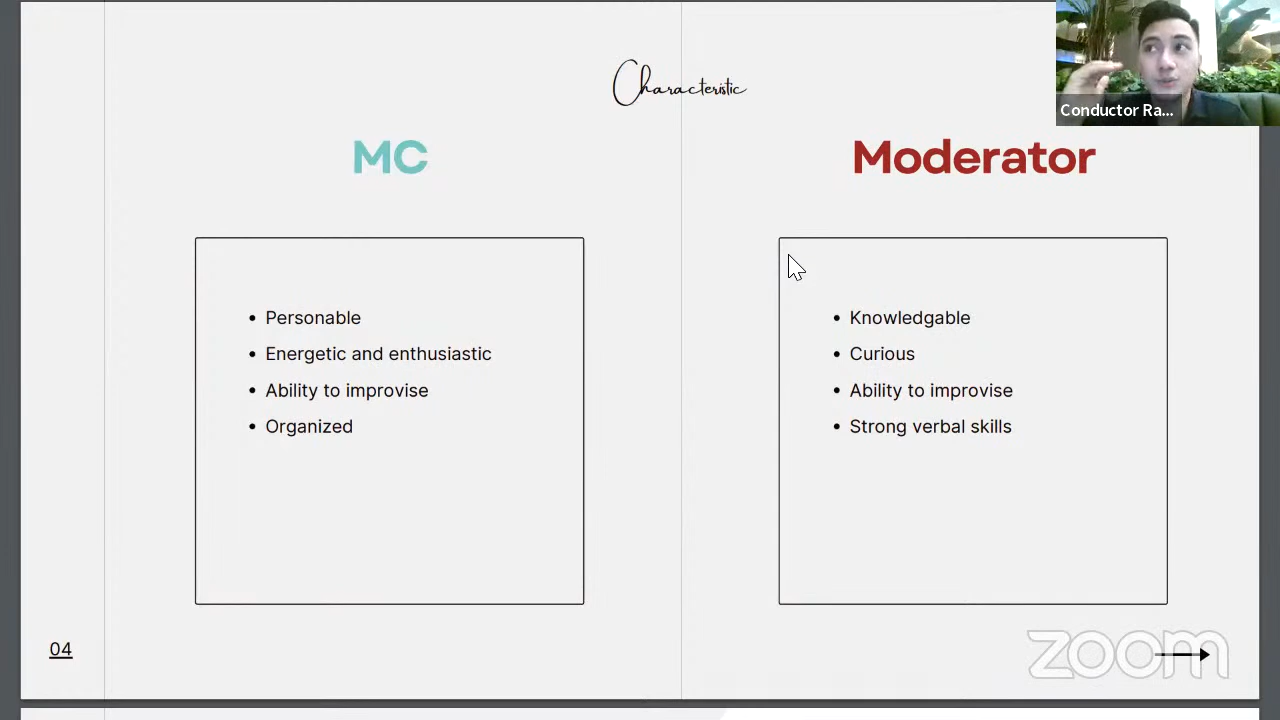 Characteristic
Conductor Ra...
MC
Moderator
• Personable
• Energetic and enthusiastic
• Ability to improvise
• Organized
• Knowledgable
• Curious
• Ability to improvise
• Strong verbal skills
04
zoom